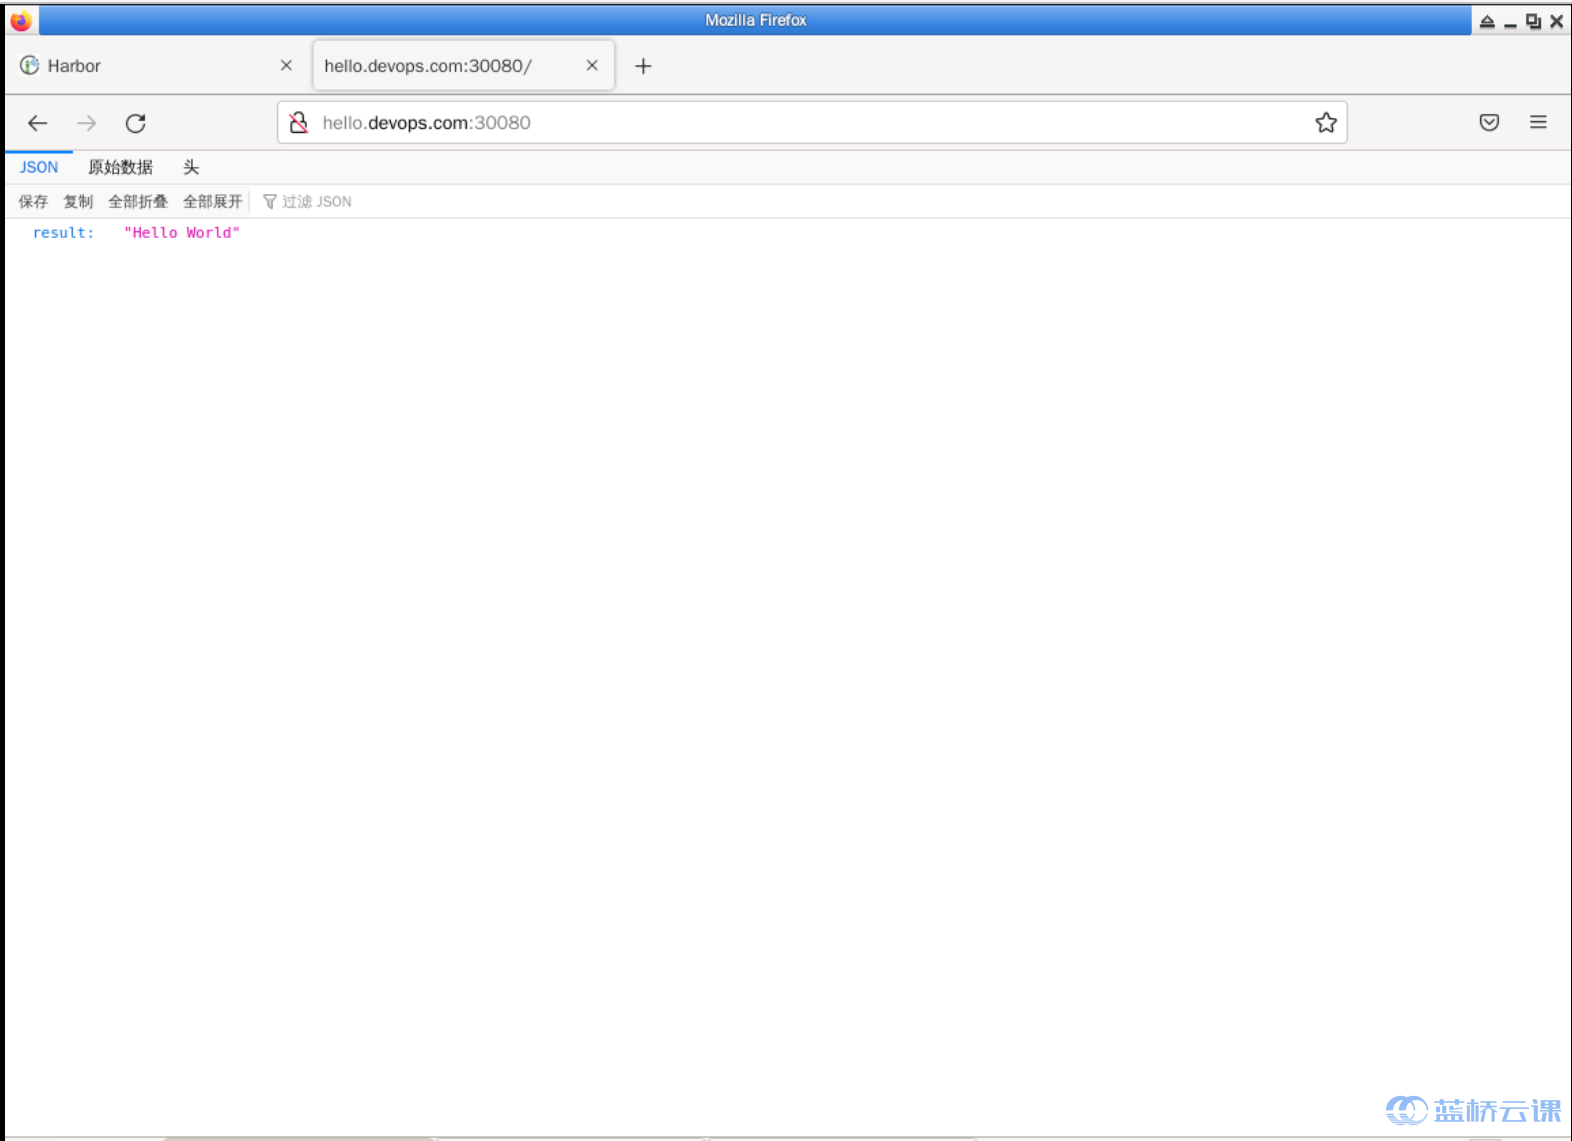 Mozilla Firefox
Harbor
hello.devops.com:30080/
hello.devops.com:30080
JSON 原始数据 头
保存 复制 全部折叠 全部展开 过滤 JSON
result: "Hello World"
蓝桥云课